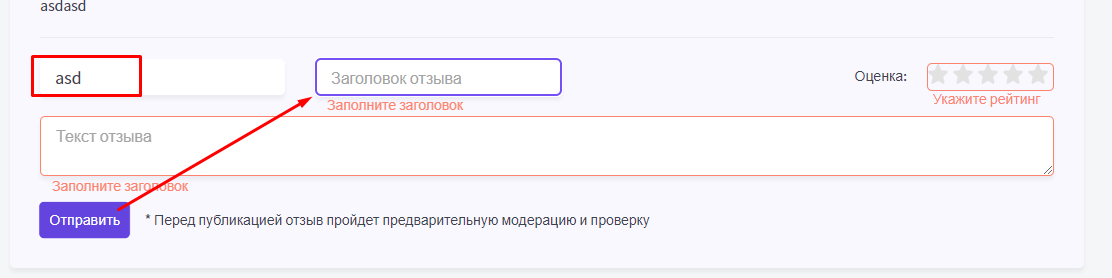 asdasd
asd Заголовок отзыва Оценка:
Заполните заголовок Укажите рейтинг
Текст отзыва
Заполните заголовок
Отправить * Перед публикацией отзыв пройдет предварительную модерацию и проверку